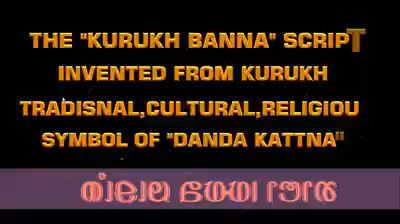 THE "KURUKH BANNA" SCRIPT
INVENTED FROM KURUKH
TRADISNAL,CULTURAL,RELIGIOU
SYMBOL OF "DANDA KATTNA"